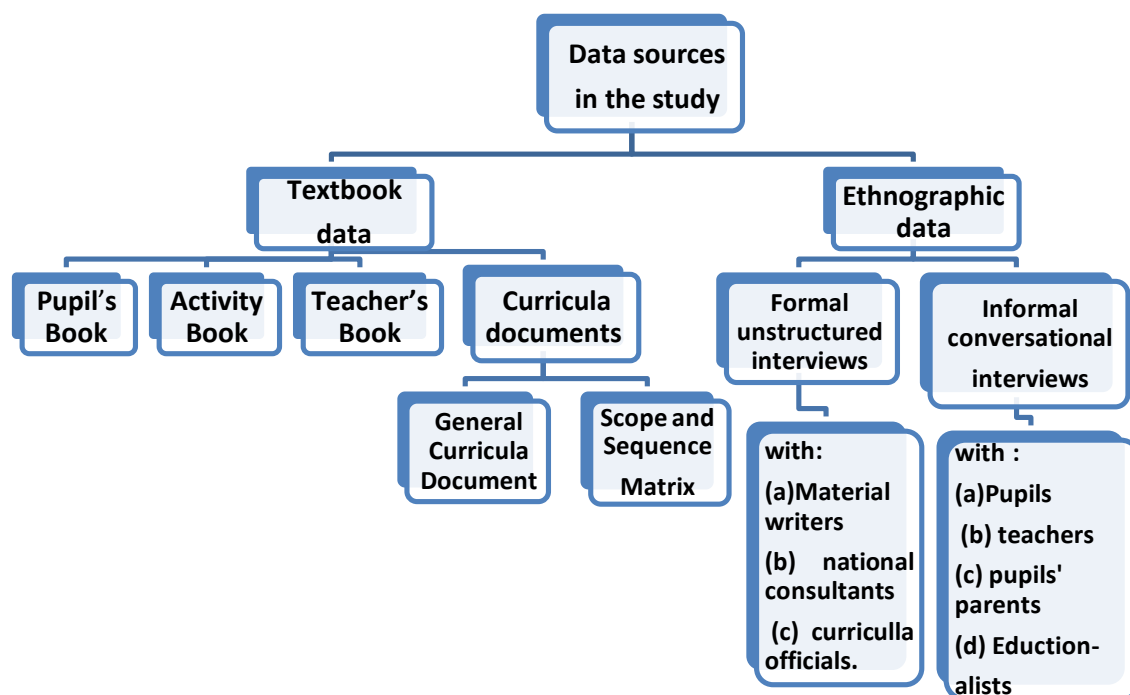 Data sources
in the study
Textbook
data
Ethnographic
data
Pupil's
Book
Activity
Book
Teacher's
Book
Curricula
documents
Formal
unstructured
interviews
Informal
conversational
interviews
General
Curricula
Document
Scope and
Sequence
Matrix
with:
(a)Material
writers
(b) national
consultants
(c) curriculla
officials.
with :
(a)Pupils
(b) teachers
(c) pupils'
parents
(d) Eduction-
alists